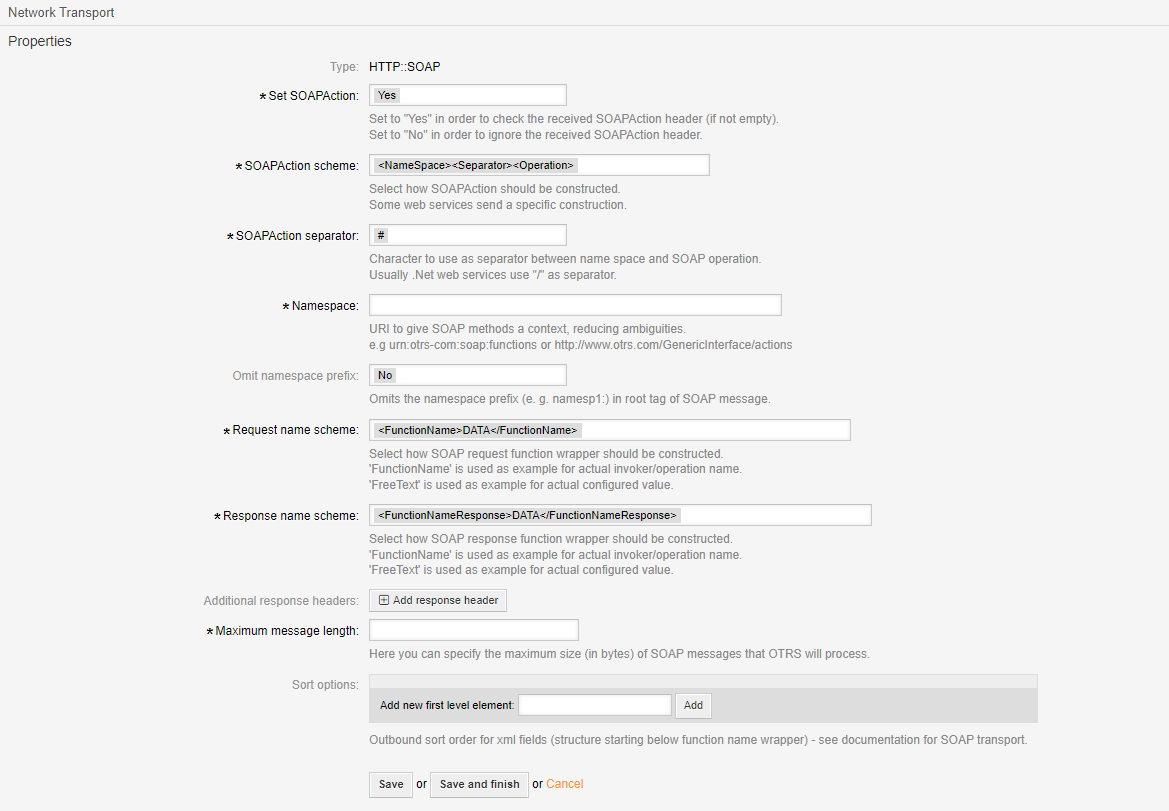 Network Transport
Properties
Type: HTTP::SOAP
* Set SOAPAction: Yes
Set to "Yes" in order to check the received SOAPAction header (if not empty).
Set to "No" in order to ignore the received SOAPAction header.
* SOAPAction scheme: <NameSpace><Separator><Operation>
Select how SOAPAction should be constructed.
Some web services send a specific construction.
* SOAPAction separator: #
Character to use as separator between name space and SOAP operation.
Usually .Net web services use "/" as separator.
* Namespace:
URI to give SOAP methods a context, reducing ambiguities.
e.g urn:otrs-com:soap:functions or http://www.otrs.com/GenericInterface/actions
Omit namespace prefix: No
Omits the namespace prefix (e. g. namesp1:) in root tag of SOAP message.
* Request name scheme: <FunctionName>DATA</FunctionName>
Select how SOAP request function wrapper should be constructed.
'FunctionName' is used as example for actual invoker/operation name.
'FreeText' is used as example for actual configured value.
* Response name scheme: <FunctionNameResponse>DATA</FunctionNameResponse>
Select how SOAP response function wrapper should be constructed.
'FunctionName' is used as example for actual invoker/operation name.
'FreeText' is used as example for actual configured value.
Additional response headers: Add response header
* Maximum message length:
Here you can specify the maximum size (in bytes) of SOAP messages that OTRS will process.
Sort options:
Add new first level element: Add
Outbound sort order for xml fields (structure starting below function name wrapper) - see documentation for SOAP transport.
Save or Save and finish or Cancel